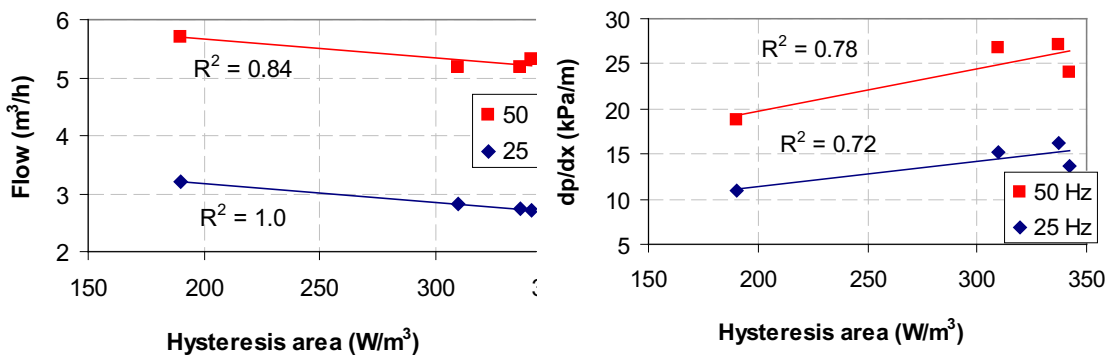 Flow (m³/h)
6
5
4
3
2
R² = 0.84
R² = 1.0
50
25
150
200
250
300
Hysteresis area (W/m³)
dp/dx (kPa/m)
30
25
20
15
10
5
R² = 0.78
R² = 0.72
50 Hz
25 Hz
150
200
250
300
350
Hysteresis area (W/m³)